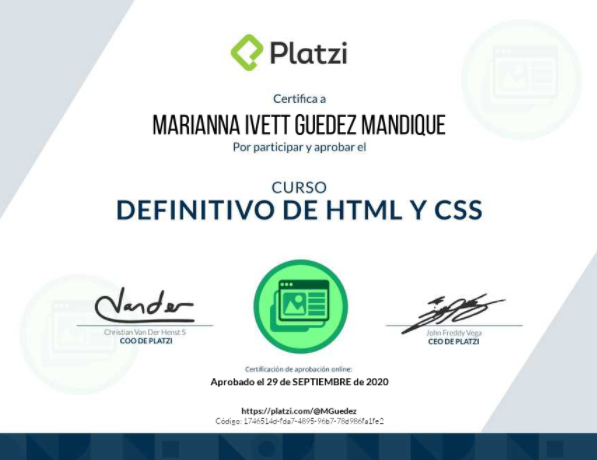 Platzi
Certifica a
MARIANNA IVETT GUEDEZ MANDIQUE
Por participar y aprobar el
CURSO
DEFINITIVO DE HTML Y CSS
Christian Van Der Henst S
COO DE PLATZI
John Freddy Vega
CEO DE PLATZI
Certificación de aprobación online:
Aprobado el 29 de SEPTIEMBRE de 2020
https://platzi.com/@MGuedez
Código: 1746514d-fda7-4895-96b7-78d986fa1fe2